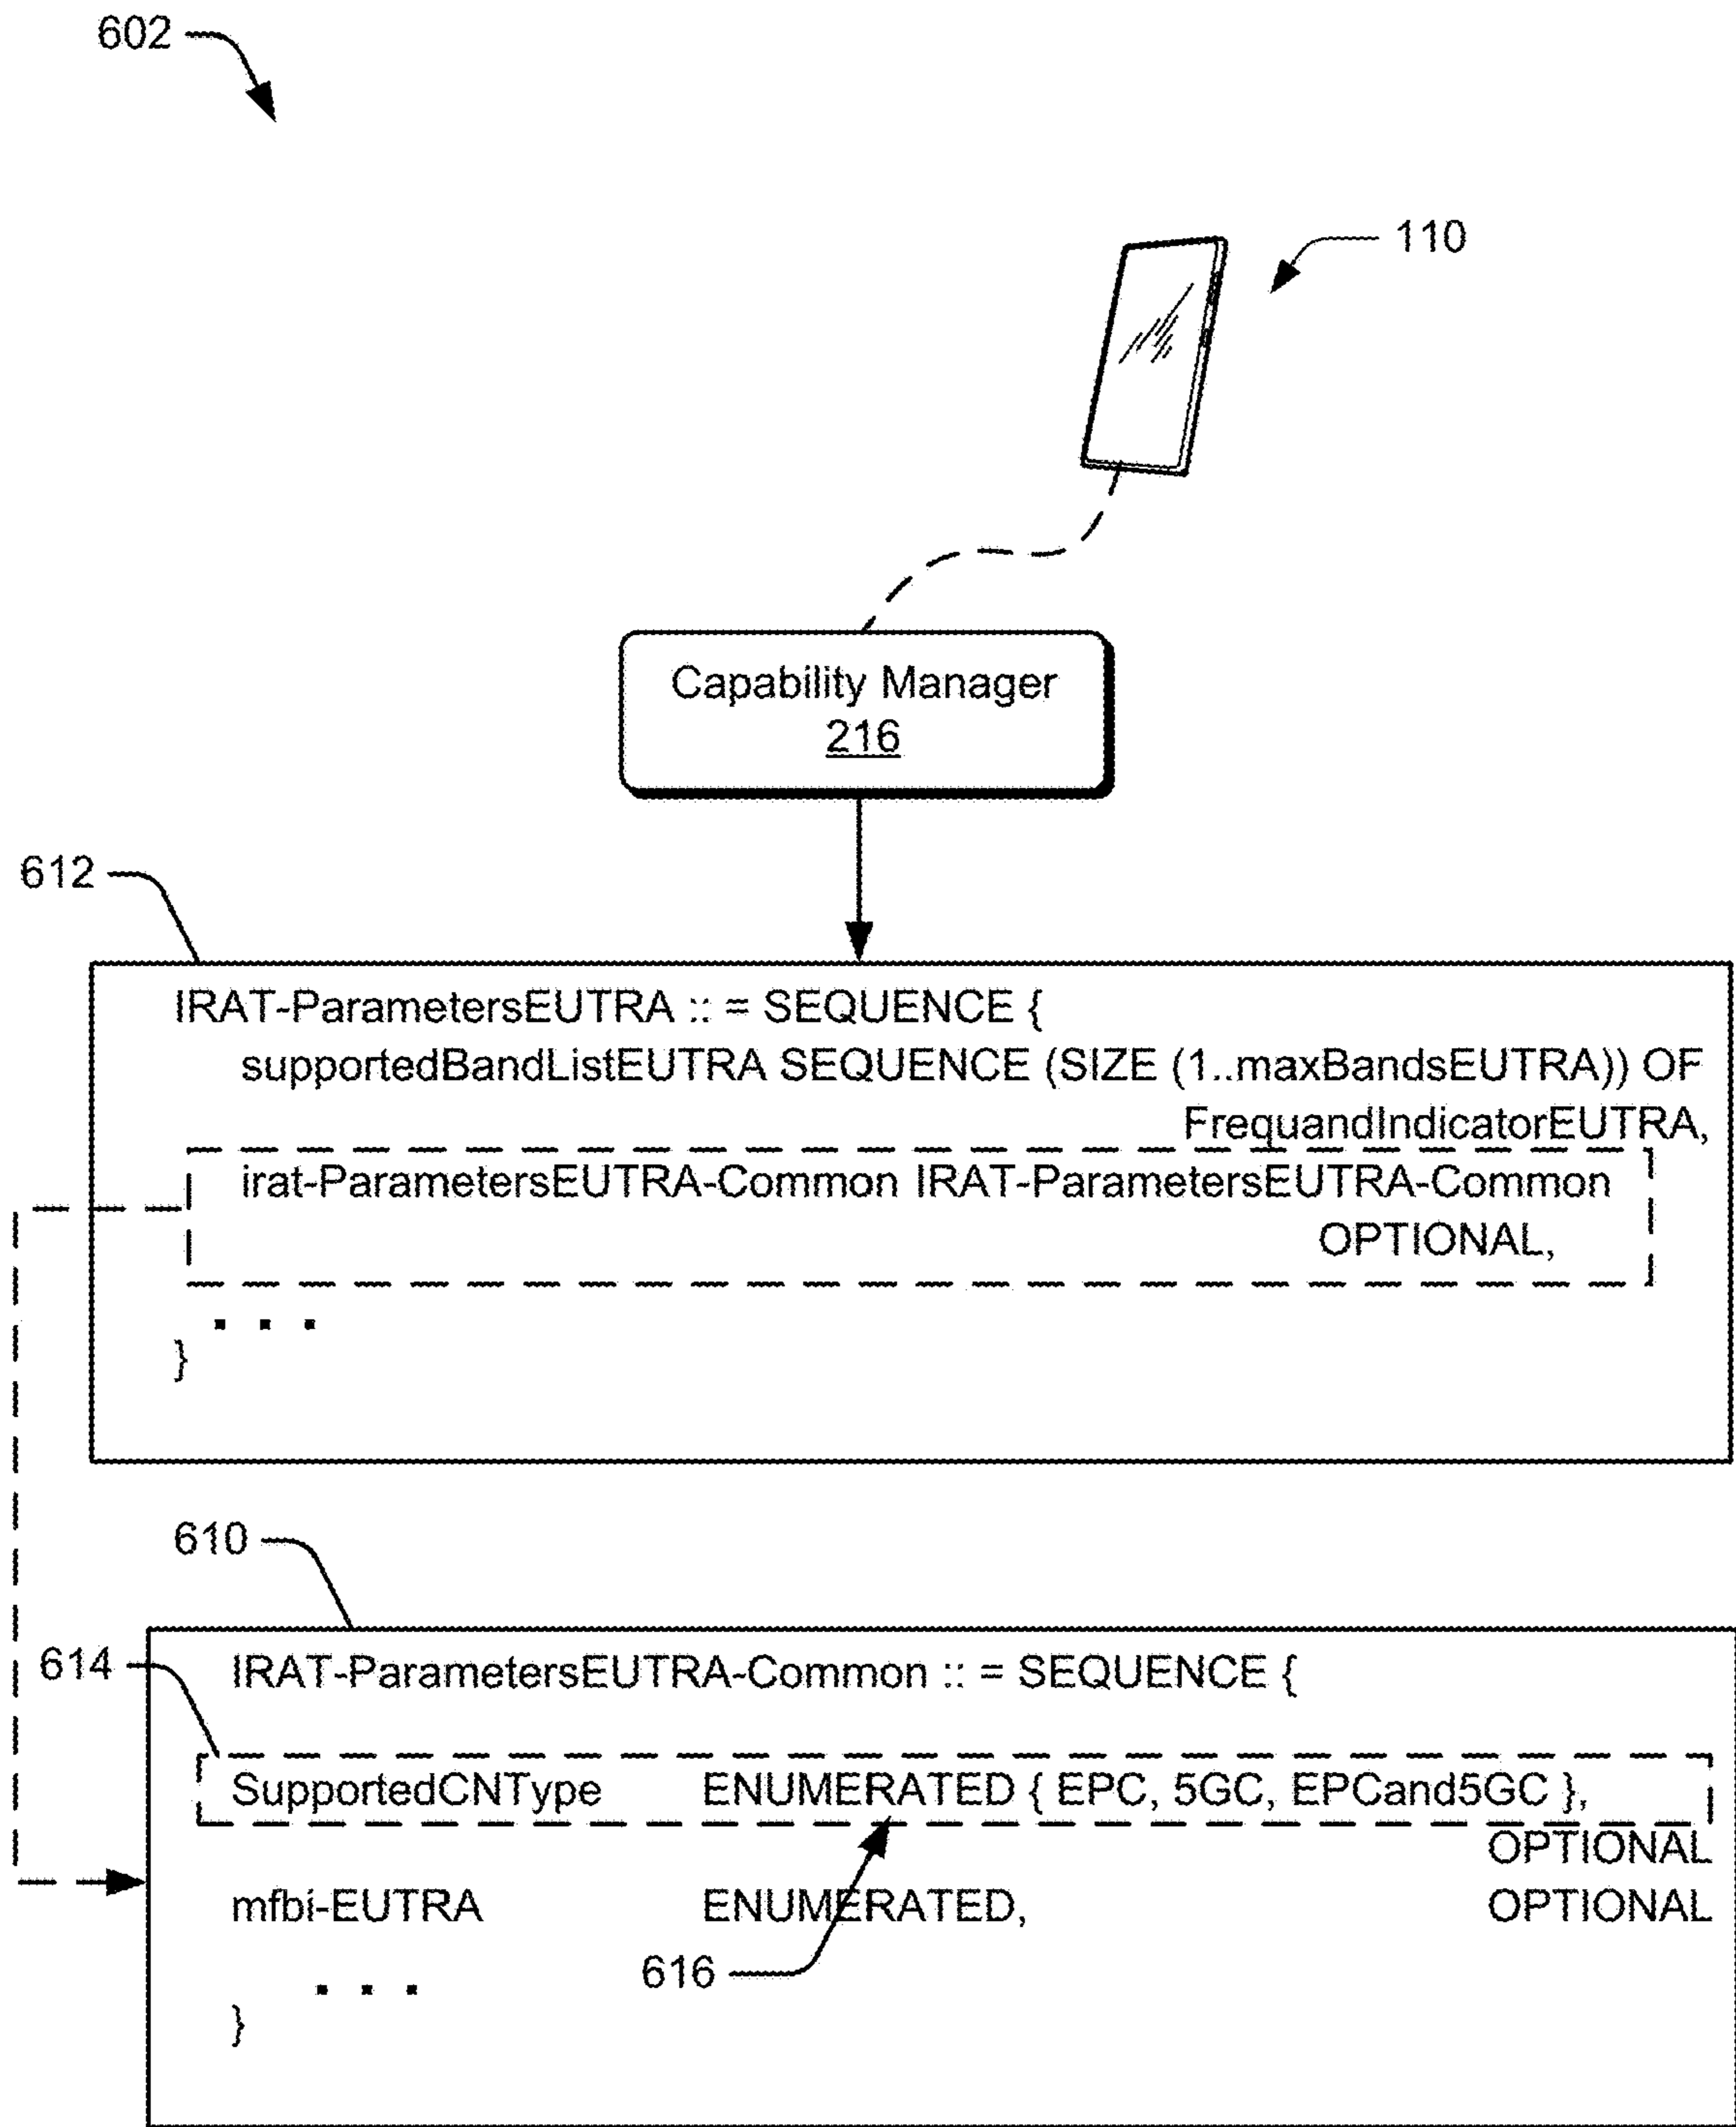 602
110
Capability Manager
216
612
IRAT-ParametersEUTRA :: = SEQUENCE {
supportedBandListEUTRA SEQUENCE (SIZE (1..maxBandsEUTRA)) OF
FrequandIndicatorEUTRA,
irat-ParametersEUTRA-Common IRAT-ParametersEUTRA-Common
OPTIONAL,
. . .
}
610
614
IRAT-ParametersEUTRA-Common :: = SEQUENCE {
SupportedCNType ENUMERATED { EPC, 5GC, EPCand5GC },
OPTIONAL
mfbi-EUTRA ENUMERATED, OPTIONAL
616
. . .
}